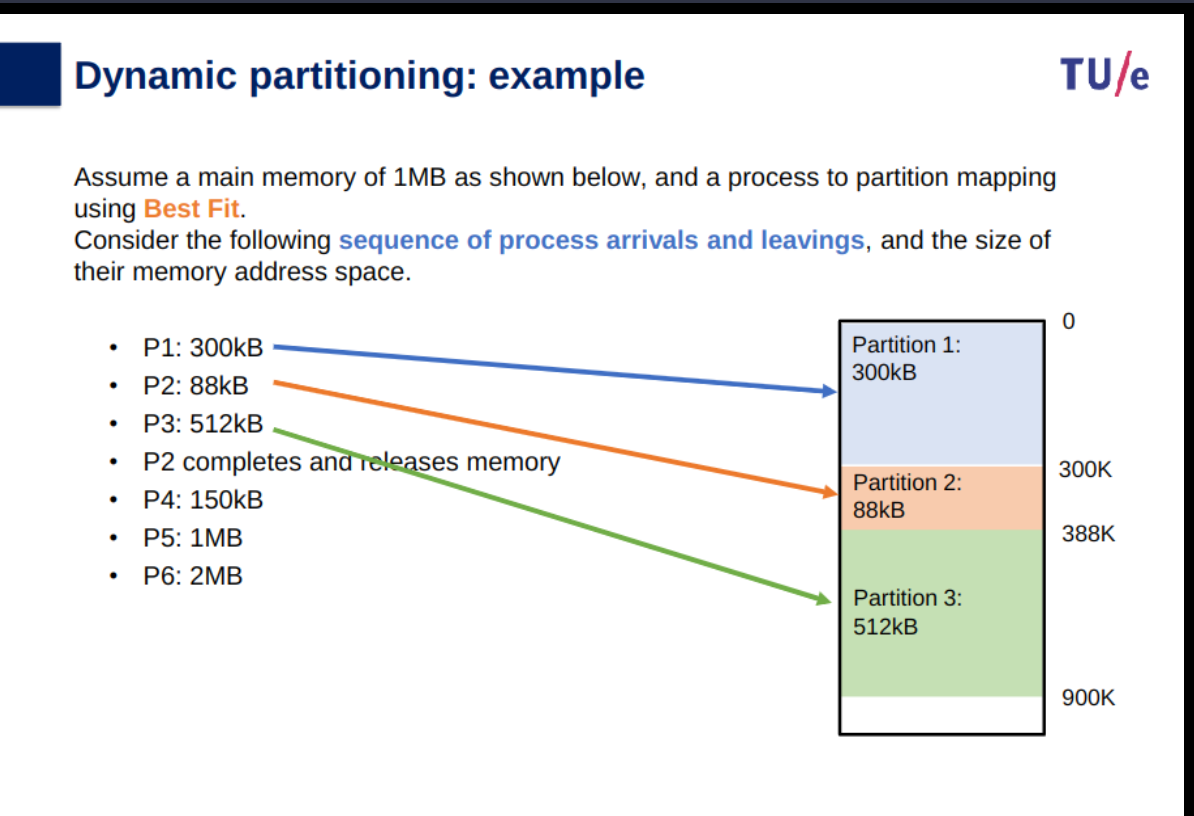 Dynamic partitioning: example
TU/e
Assume a main memory of 1MB as shown below, and a process to partition mapping
using Best Fit.
Consider the following sequence of process arrivals and leavings, and the size of
their memory address space.
• P1: 300kB
• P2: 88kB
• P3: 512kB
• P2 completes and releases memory
• P4: 150kB
• P5: 1MB
• P6: 2MB
0
Partition 1:
300kB
300K
Partition 2:
88kB
388K
Partition 3:
512kB
900K